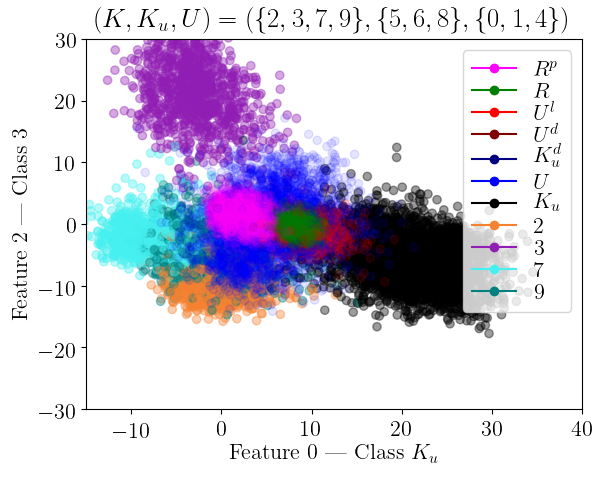 (K, K_u, U) = ({2, 3, 7, 9}, {5, 6, 8}, {0, 1, 4})
Feature 2 — Class 3
30
20
10
0
−10
−20
−30
−10
0
10
20
30
40
Feature 0 — Class K_u
R^p
R
U^l
U^d
K_u^d
U
K_u
2
3
7
9